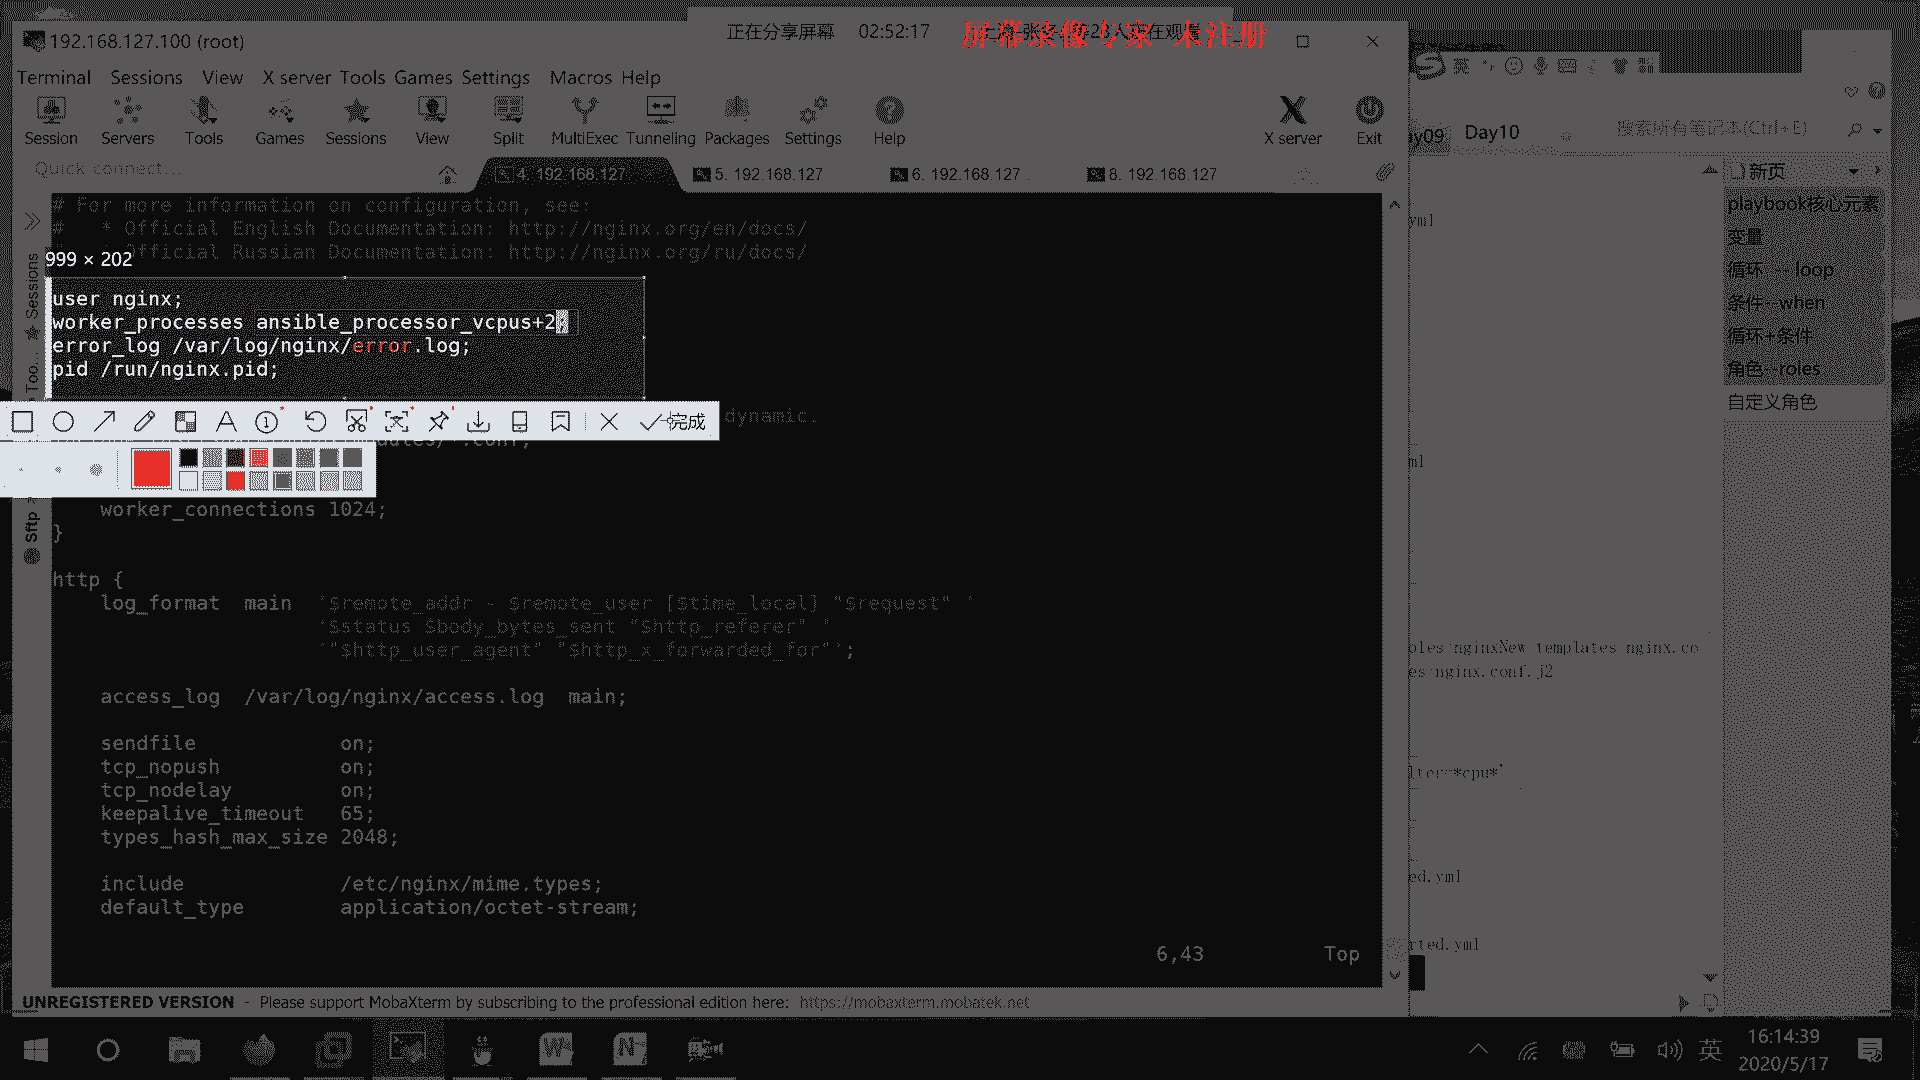 192.168.127.100 (root)
正在分享屏幕 02:52:17
屏幕录像专家 未注册
Terminal Sessions View X server Tools Games Settings Macros Help
Session Servers Tools Games Sessions View Split MultiExec Tunneling Packages Settings Help X server Exit
Quick connect...
4. 192.168.127
5. 192.168.127
6. 192.168.127
8. 192.168.127
# For more information on configuration, see:
#   * Official English Documentation: http://nginx.org/en/docs/
Official Russian Documentation: http://nginx.org/ru/docs/
999 × 202
user nginx;
worker_processes ansible_processor_vcpus+2;
error_log /var/log/nginx/error.log;
pid /run/nginx.pid;
完成
dynamic.
worker_connections 1024;
}
http {
log_format  main  '$remote_addr - $remote_user [$time_local] "$request" '
'$status $body_bytes_sent "$http_referer" '
'"$http_user_agent" "$http_x_forwarded_for"';
access_log  /var/log/nginx/access.log  main;
sendfile            on;
tcp_nopush          on;
tcp_nodelay         on;
keepalive_timeout   65;
types_hash_max_size 2048;
include             /etc/nginx/mime.types;
default_type        application/octet-stream;
6,43 Top
Sessions
Too...
Sftp
UNREGISTERED VERSION - Please support MobaXterm by subscribing to the professional edition here: https://mobaxterm.mobatek.net
英
y09 Day10
搜索所有笔记本(Ctrl+E)
新页
playbook核心元素
变量
循环 -- loop
条件--when
循环+条件
角色--roles
自定义角色
yml
ml
oles nginxNew templates nginx.co
es nginx.conf.j2
lter=*cpu*'
ed.yml
rted.yml
英
16:14:39
2020/5/17